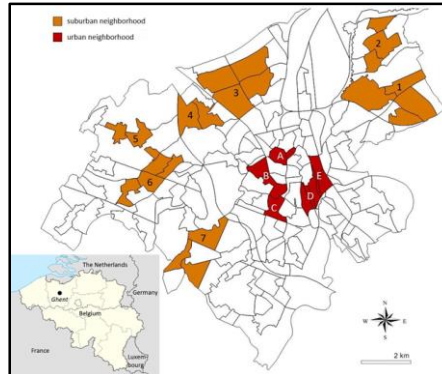 suburban neighborhood
urban neighborhood
2
1
3
4
5
6
7
A
B
E
C
D
The Netherlands
Ghent
Germany
Belgium
France
Luxem-
bourg
N
W
E
S
2 km